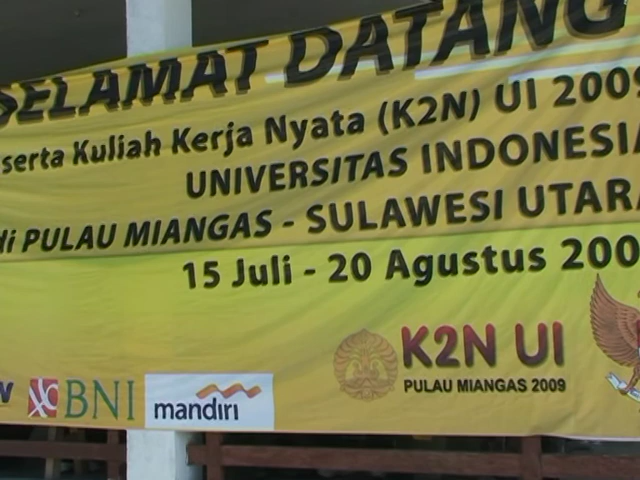 SELAMAT DATANG
serta Kuliah Kerja Nyata (K2N) UI 2009
UNIVERSITAS INDONESIA
di PULAU MIANGAS - SULAWESI UTARA
15 Juli - 20 Agustus 200
K2N UI
PULAU MIANGAS 2009
BNI
mandiri